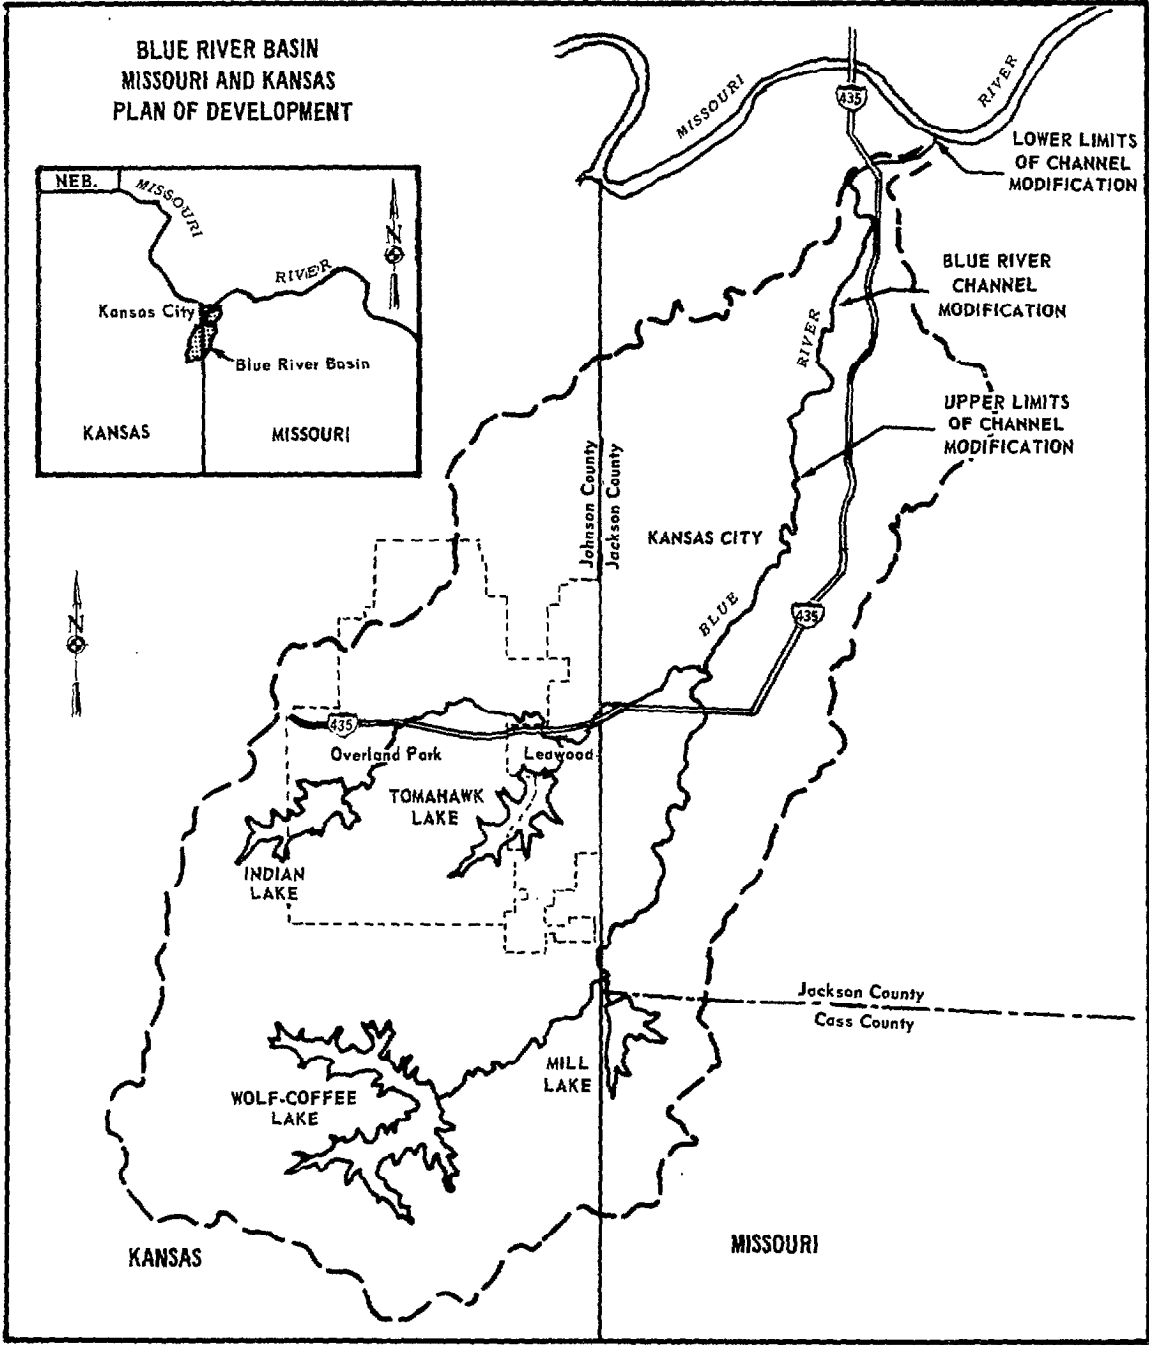 BLUE RIVER BASIN
MISSOURI AND KANSAS
PLAN OF DEVELOPMENT
NEB.
MISSOURI
RIVER
N
Kansas City
Blue River Basin
KANSAS
MISSOURI
MISSOURI
RIVER
435
LOWER LIMITS
OF CHANNEL
MODIFICATION
BLUE RIVER
CHANNEL
MODIFICATION
RIVER
UPPER LIMITS
OF CHANNEL
MODIFICATION
Johnson County
Jackson County
KANSAS CITY
BLUE
435
N
435
Overland Park
Leawood
TOMAHAWK
LAKE
INDIAN
LAKE
Jackson County
Cass County
MILL
LAKE
WOLF-COFFEE
LAKE
KANSAS
MISSOURI